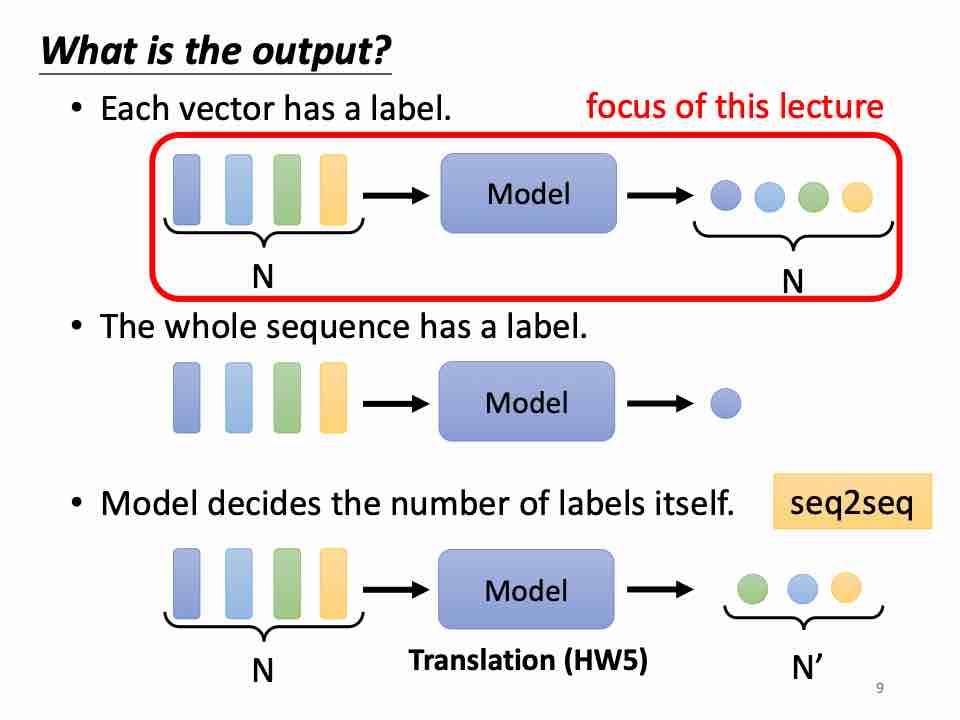 What is the output?
• Each vector has a label.
focus of this lecture
Model
N
N
• The whole sequence has a label.
Model
• Model decides the number of labels itself.
seq2seq
Model
N
Translation (HW5)
N’
9